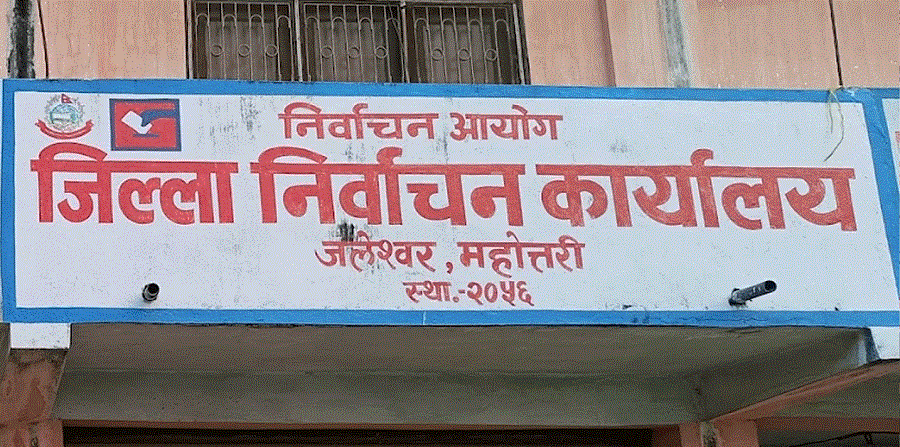 निर्वाचन आयोग
जिल्ला निर्वाचन कार्यालय
जलेश्वर, महोत्तरी
स्था.-२०५६